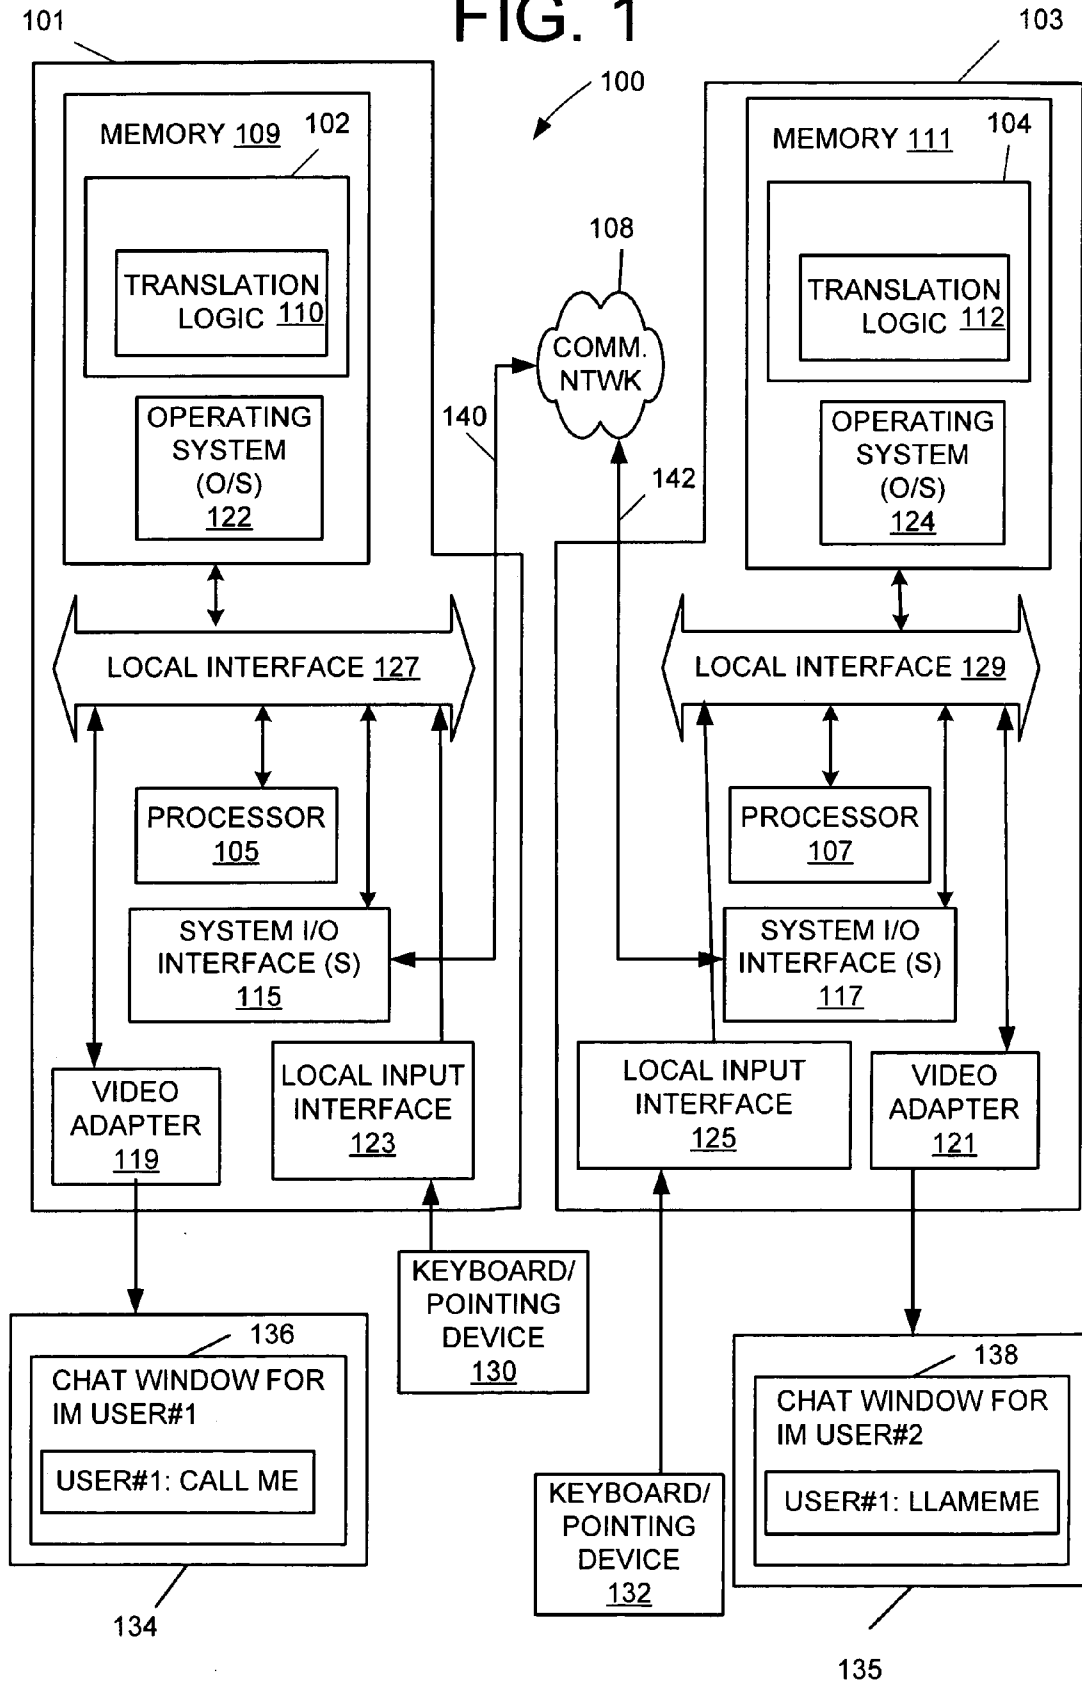 FIG. 1
101
103
100
MEMORY 109
102
TRANSLATION
LOGIC 110
OPERATING
SYSTEM
(O/S)
122
MEMORY 111
104
TRANSLATION
LOGIC 112
OPERATING
SYSTEM
(O/S)
124
108
COMM.
NTWK
140
142
LOCAL INTERFACE 127
LOCAL INTERFACE 129
PROCESSOR
105
PROCESSOR
107
SYSTEM I/O
INTERFACE (S)
115
SYSTEM I/O
INTERFACE (S)
117
VIDEO
ADAPTER
119
LOCAL INPUT
INTERFACE
123
LOCAL INPUT
INTERFACE
125
VIDEO
ADAPTER
121
KEYBOARD/
POINTING
DEVICE
130
136
CHAT WINDOW FOR
IM USER#1
USER#1: CALL ME
134
KEYBOARD/
POINTING
DEVICE
132
138
CHAT WINDOW FOR
IM USER#2
USER#1: LLAMEME
135